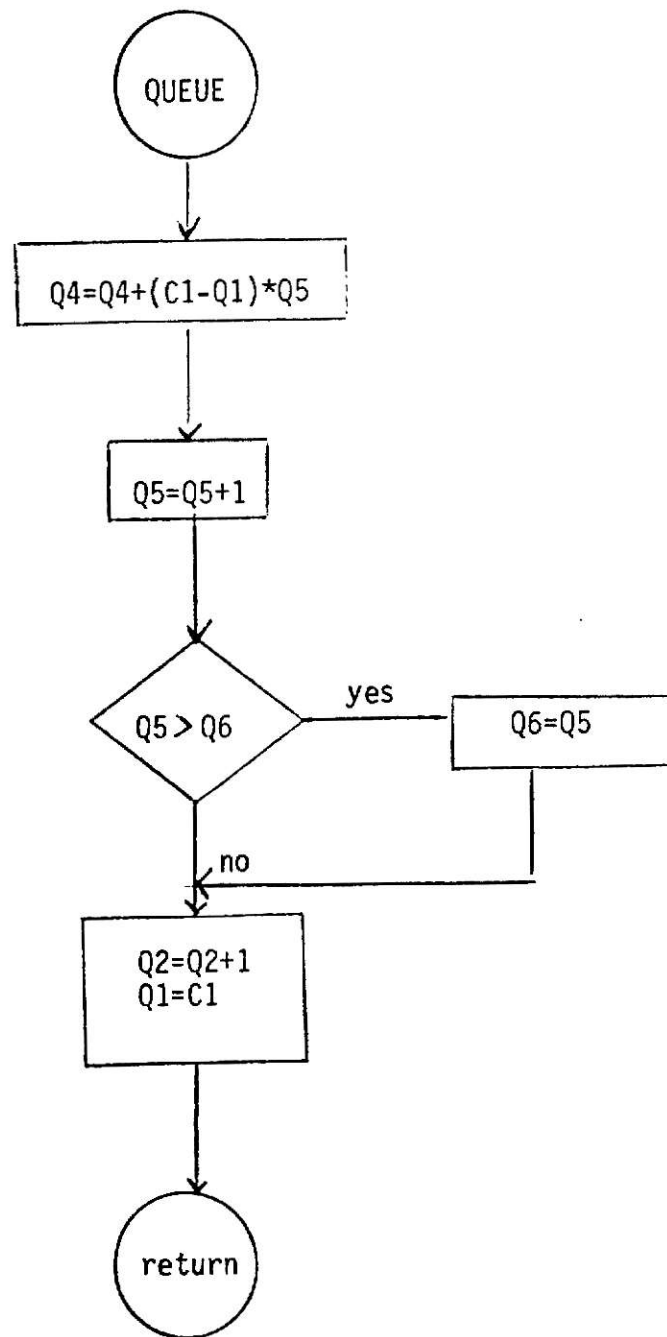 QUEUE
Q4=Q4+(C1-Q1)*Q5
Q5=Q5+1
Q5>Q6
yes
Q6=Q5
no
Q2=Q2+1
Q1=C1
return